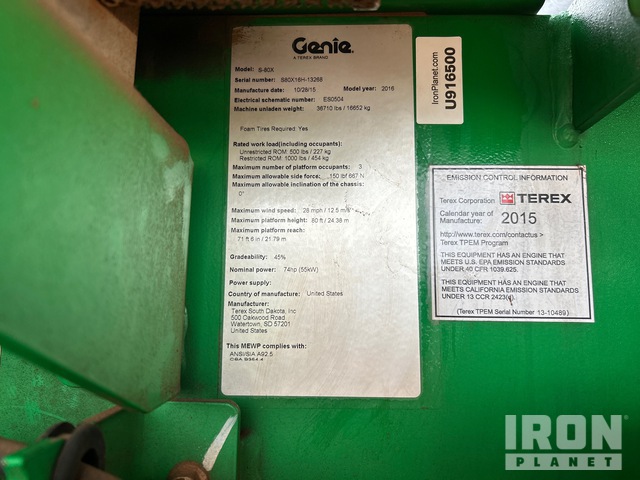 Genie
A TEREX BRAND
Model: S-80X
Serial number: S80X16H-13268
Manufacture date: 10/28/15 Model year: 2016
Electrical schematic number: ES0504
Machine unladen weight: 36710 lbs / 16652 kg
Foam Tires Required: Yes
Rated work load(including occupants):
Unrestricted ROM: 500 lbs / 227 kg
Restricted ROM: 1000 lbs / 454 kg
Maximum number of platform occupants: 3
Maximum allowable side force: 150 lbf 667 N
Maximum allowable inclination of the chassis:
0°
Maximum wind speed: 28 mph / 12.5 m/s
Maximum platform height: 80 ft / 24.38 m
Maximum platform reach:
71 ft 6 in / 21.79 m
Gradeability: 45%
Nominal power: 74hp (55kW)
Power supply:
Country of manufacture: United States
Manufacturer:
Terex South Dakota, Inc
500 Oakwood Road
Watertown, SD 57201
United States
This MEWP complies with:
ANSI/SIA A92.5
CSA B354.4
IronPlanet.com
U916500
EMISSION CONTROL INFORMATION
Terex Corporation TEREX
Calendar year of
Manufacture: 2015
http://www.terex.com/contactus >
Terex TPEM Program
THIS EQUIPMENT HAS AN ENGINE THAT
MEETS U.S. EPA EMISSION STANDARDS
UNDER 40 CFR 1039.625.
THIS EQUIPMENT HAS AN ENGINE THAT
MEETS CALIFORNIA EMISSION STANDARDS
UNDER 13 CCR 2423(d).
(Terex TPEM Serial Number 13-10489)
IRON
PLANET